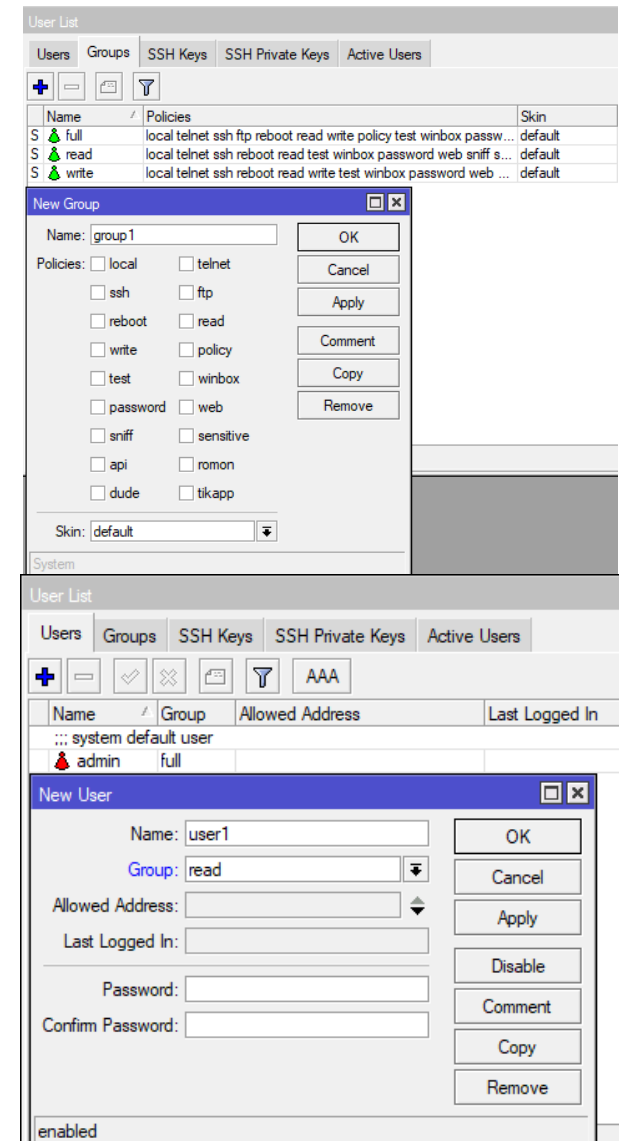 User List
Users Groups SSH Keys SSH Private Keys Active Users
Name Policies Skin
S full local telnet ssh ftp reboot read write policy test winbox passw... default
S read local telnet ssh reboot read test winbox password web sniff s... default
S write local telnet ssh reboot read write test winbox password web ... default
New Group
Name: group1 OK
Policies: local telnet Cancel
ssh ftp Apply
reboot read
write policy Comment
test winbox Copy
password web Remove
sniff sensitive
api romon
dude tikapp
Skin: default
System
User List
Users Groups SSH Keys SSH Private Keys Active Users
AAA
Name Group Allowed Address Last Logged In
;;; system default user
admin full
New User
Name: user1 OK
Group: read Cancel
Allowed Address: Apply
Last Logged In:
Disable
Password: Comment
Confirm Password: Copy
Remove
enabled